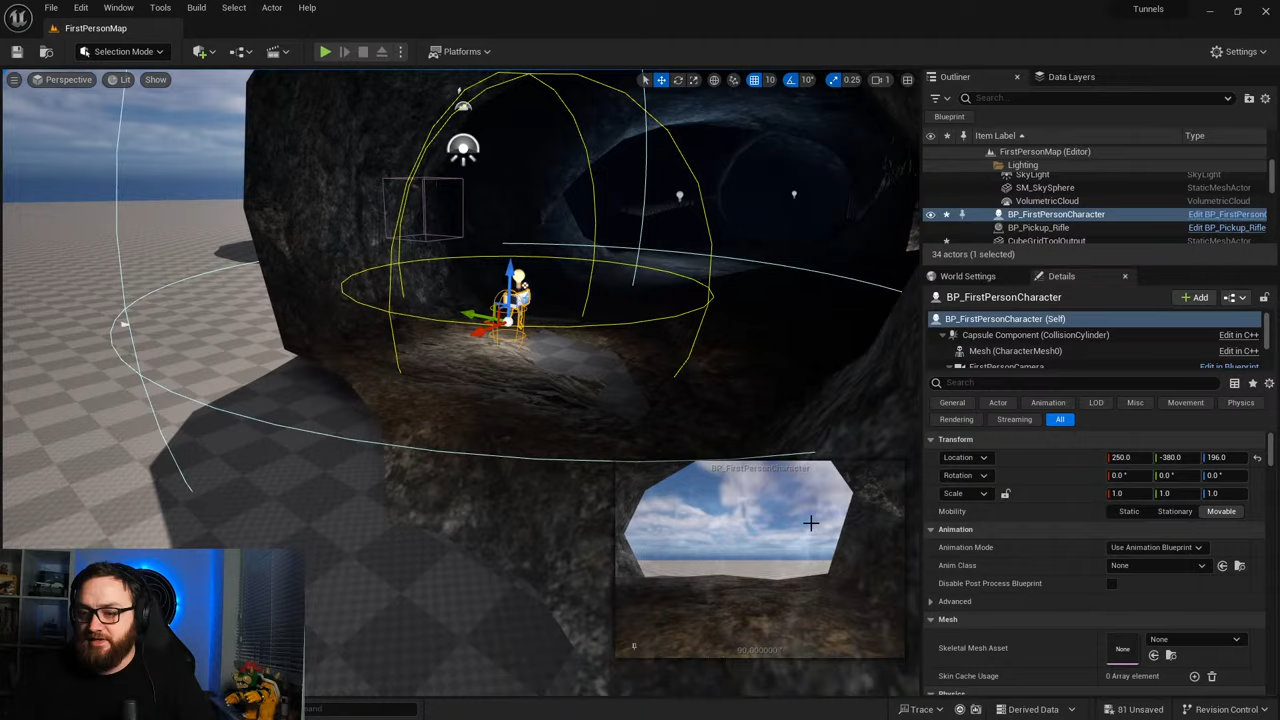 File Edit Window Tools Build Select Actor Help
Tunnels
FirstPersonMap
Selection Mode
Platforms
Settings
Perspective Lit Show
10 10° 0.25 1
Outliner
Data Layers
Search...
Blueprint
Item Label Type
FirstPersonMap (Editor)
Lighting
SkyLight SkyLight
SM_SkySphere StaticMeshActor
VolumetricCloud VolumetricCloud
BP_FirstPersonCharacter Edit BP_FirstPersonC
BP_Pickup_Rifle Edit BP_Pickup_Rifle
CubeGridToolOutput StaticMeshActor
34 actors (1 selected)
World Settings
Details
BP_FirstPersonCharacter
Add
BP_FirstPersonCharacter (Self)
Capsule Component (CollisionCylinder) Edit in C++
Mesh (CharacterMesh0) Edit in C++
FirstPersonCamera Edit in Blueprint
Search
General Actor Animation LOD Misc Movement Physics
Rendering Streaming All
Transform
Location 250.0 -380.0 196.0
Rotation 0.0 ° 0.0 ° 0.0 °
Scale 1.0 1.0 1.0
Mobility Static Stationary Movable
Animation
Animation Mode Use Animation Blueprint
Anim Class None
Disable Post Process Blueprint
Advanced
Mesh
Skeletal Mesh Asset None None
Skin Cache Usage 0 Array element
Physics
BP_FirstPersonCharacter
90.000000°
mand
Trace
Derived Data
81 Unsaved
Revision Control